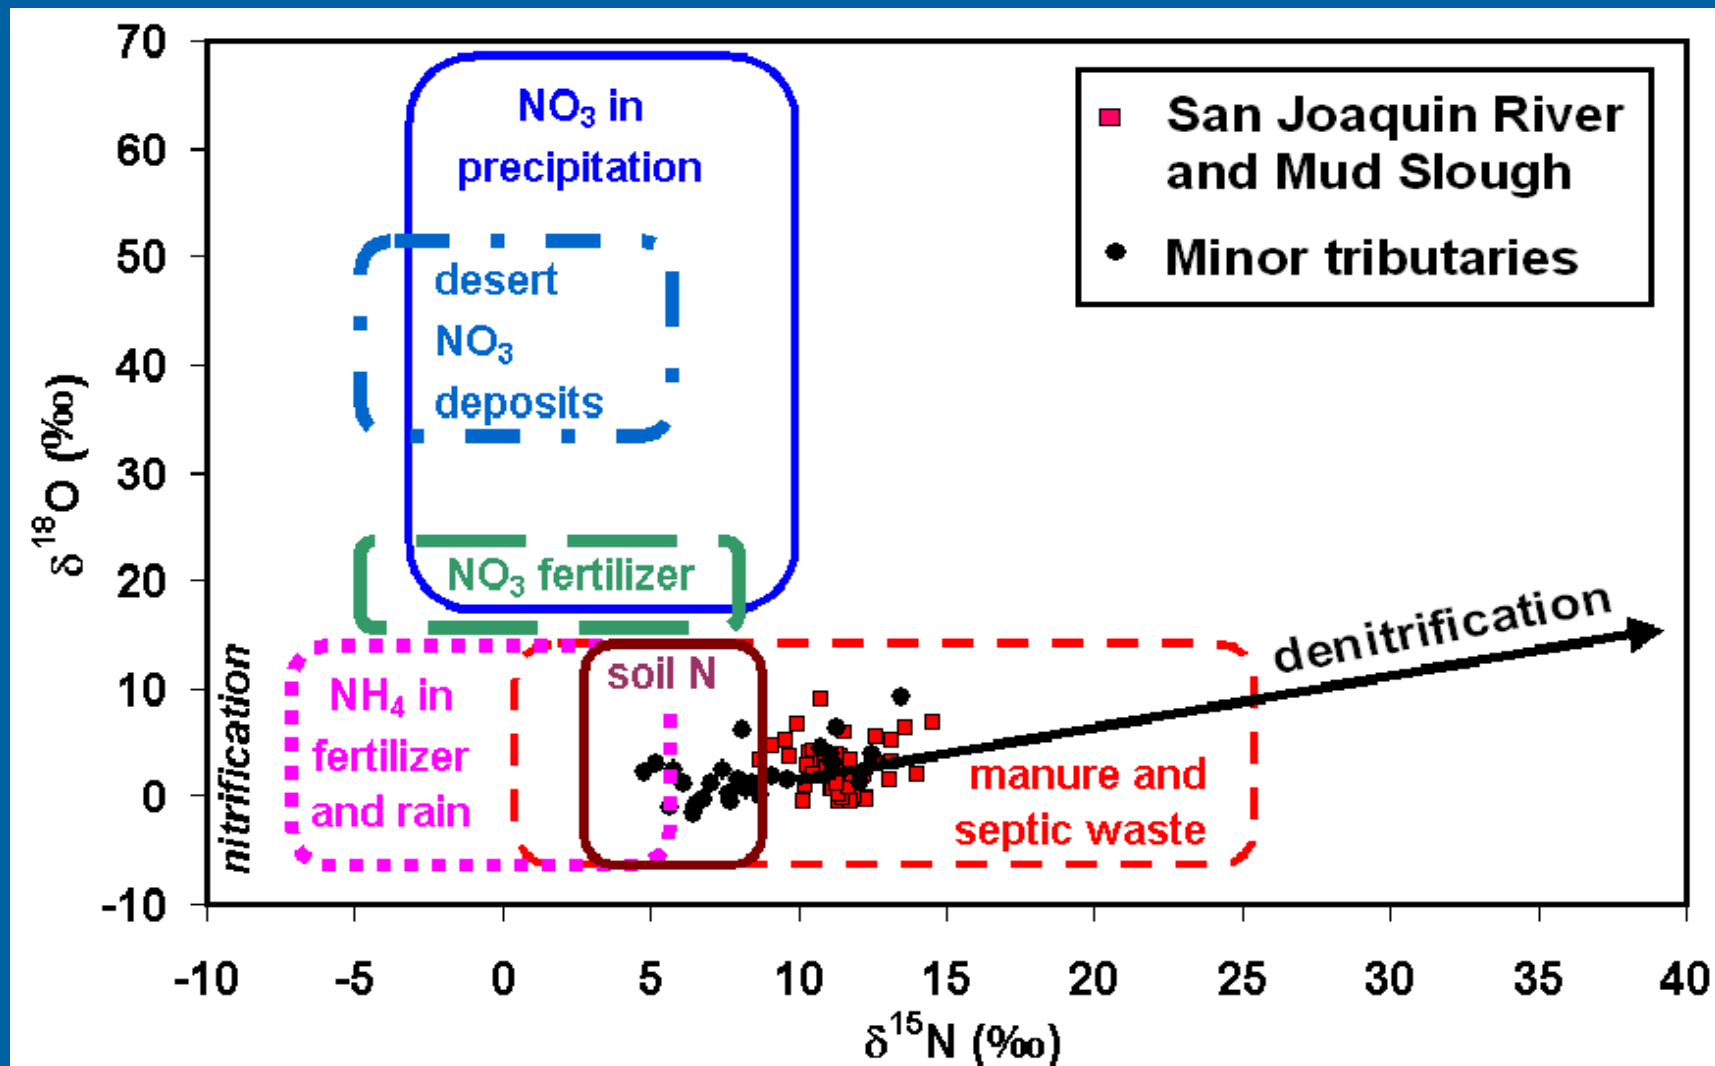 70
60
50
40
30
20
10
0
-10
δ¹⁸O (‰)
NO₃ in
precipitation
desert
NO₃
deposits
NO₃ fertilizer
nitrification
NH₄ in
fertilizer
and rain
soil N
manure and
septic waste
denitrification
San Joaquin River
and Mud Slough
Minor tributaries
-10 -5 0 5 10 15 20 25 30 35 40
δ¹⁵N (‰)